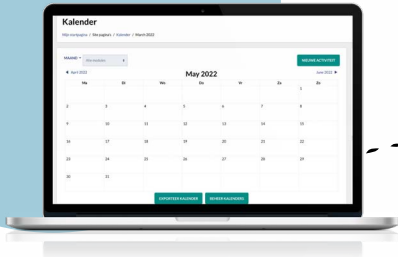 Kalender
Mijn startpagina / Site pagina's / Kalender / March 2022
MAAND Alle modules NIEUWE ACTIVITEIT
April 2022 May 2022 June 2022
Ma Di Wo Do Vr Za Zo
1
2 3 4 5 6 7 8
9 10 11 12 13 14 15
16 17 18 19 20 21 22
23 24 25 26 27 28 29
30 31
EXPORTEER KALENDER BEHEER KALENDERS